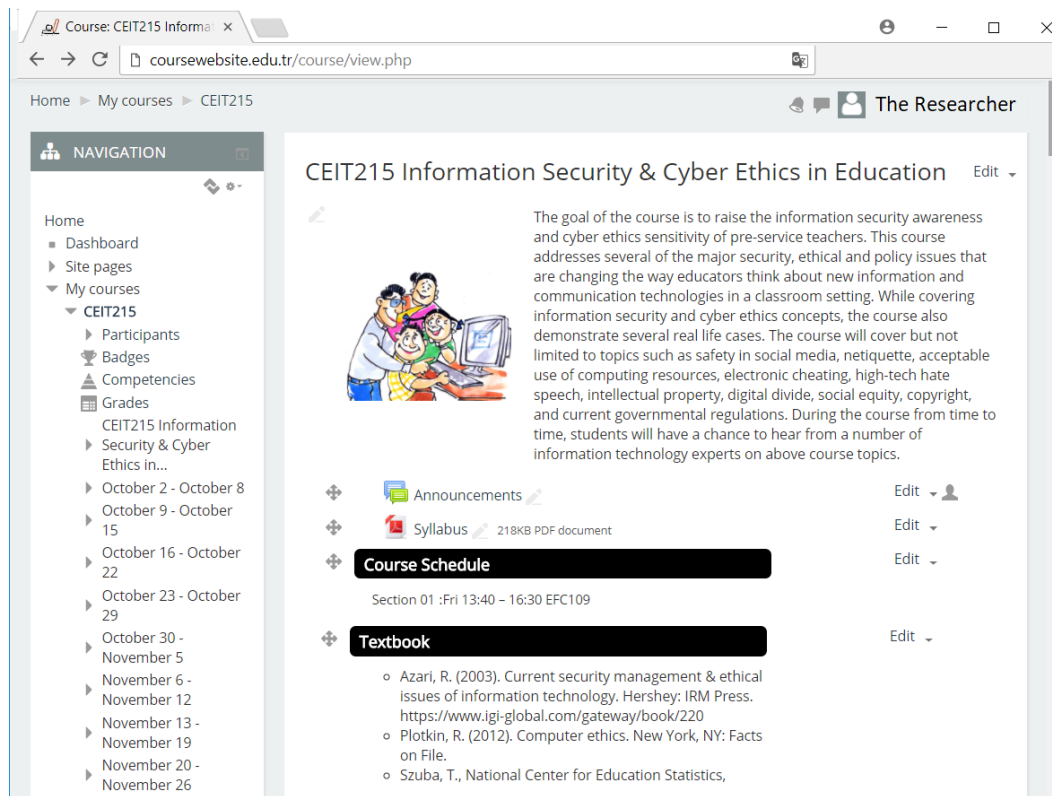 Course: CEIT215 Informa
coursewebsite.edu.tr/course/view.php
Home ▶ My courses ▶ CEIT215
The Researcher
NAVIGATION
Home
Dashboard
Site pages
My courses
CEIT215
Participants
Badges
Competencies
Grades
CEIT215 Information
Security & Cyber
Ethics in...
October 2 - October 8
October 9 - October
15
October 16 - October
22
October 23 - October
29
October 30 -
November 5
November 6 -
November 12
November 13 -
November 19
November 20 -
November 26
CEIT215 Information Security & Cyber Ethics in Education Edit
The goal of the course is to raise the information security awareness
and cyber ethics sensitivity of pre-service teachers. This course
addresses several of the major security, ethical and policy issues that
are changing the way educators think about new information and
communication technologies in a classroom setting. While covering
information security and cyber ethics concepts, the course also
demonstrate several real life cases. The course will cover but not
limited to topics such as safety in social media, netiquette, acceptable
use of computing resources, electronic cheating, high-tech hate
speech, intellectual property, digital divide, social equity, copyright,
and current governmental regulations. During the course from time to
time, students will have a chance to hear from a number of
information technology experts on above course topics.
Announcements Edit
Syllabus 218KB PDF document Edit
Course Schedule Edit
Section 01 :Fri 13:40 – 16:30 EFC109
Textbook Edit
Azari, R. (2003). Current security management & ethical
issues of information technology. Hershey: IRM Press.
https://www.igi-global.com/gateway/book/220
Plotkin, R. (2012). Computer ethics. New York, NY: Facts
on File.
Szuba, T., National Center for Education Statistics,